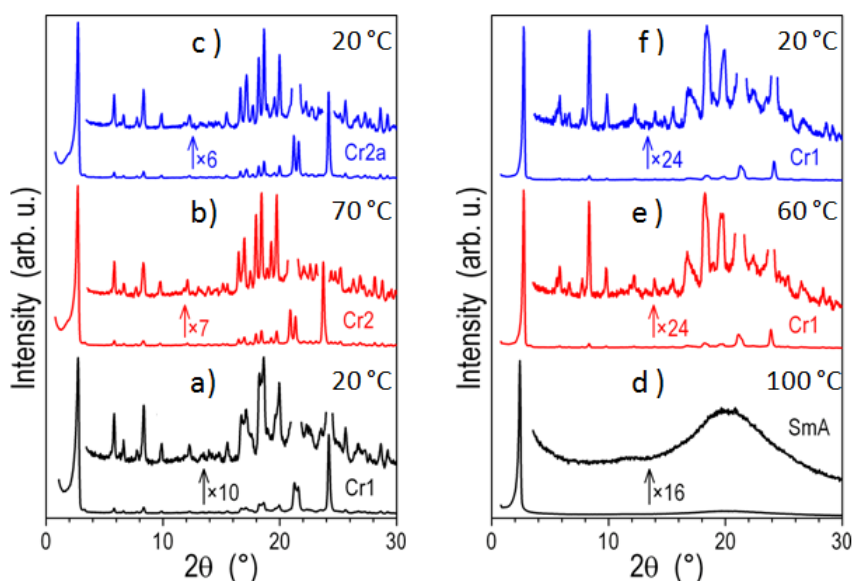 c) 20 °C
×6
Cr2a
b) 70 °C
×7
Cr2
a) 20 °C
×10
Cr1
Intensity (arb. u.)
0 10 20 30
2θ (°)
f) 20 °C
×24
Cr1
e) 60 °C
×24
Cr1
d) 100 °C
SmA
×16
Intensity (arb. u.)
0 10 20 30
2θ (°)